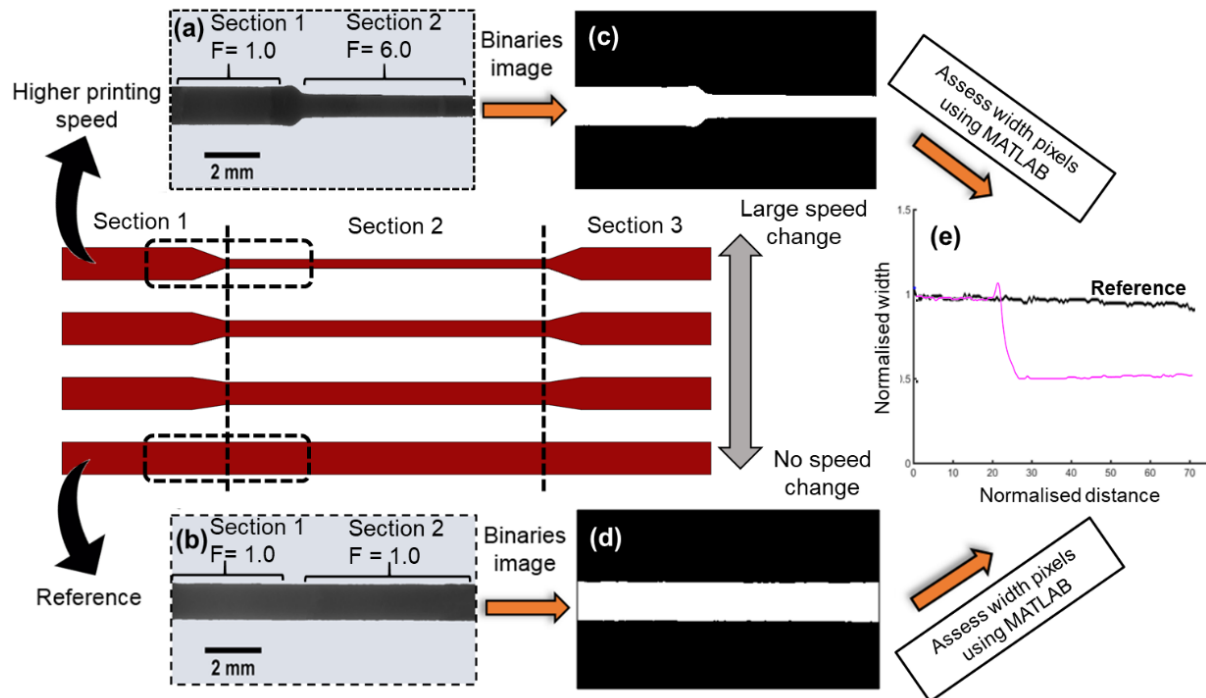 (a)
Section 1
Section 2
F= 1.0
F= 6.0
2 mm
Binaries
image
(c)
Assess width pixels
using MATLAB
Higher printing
speed
Section 1
Section 2
Section 3
Large speed
change
No speed
change
(e)
1.5
1
0.5
0
Normalised width
Reference
0
10
20
30
40
50
60
70
Normalised distance
Reference
(b)
Section 1
Section 2
F= 1.0
F = 1.0
2 mm
Binaries
image
(d)
Assess width pixels
using MATLAB